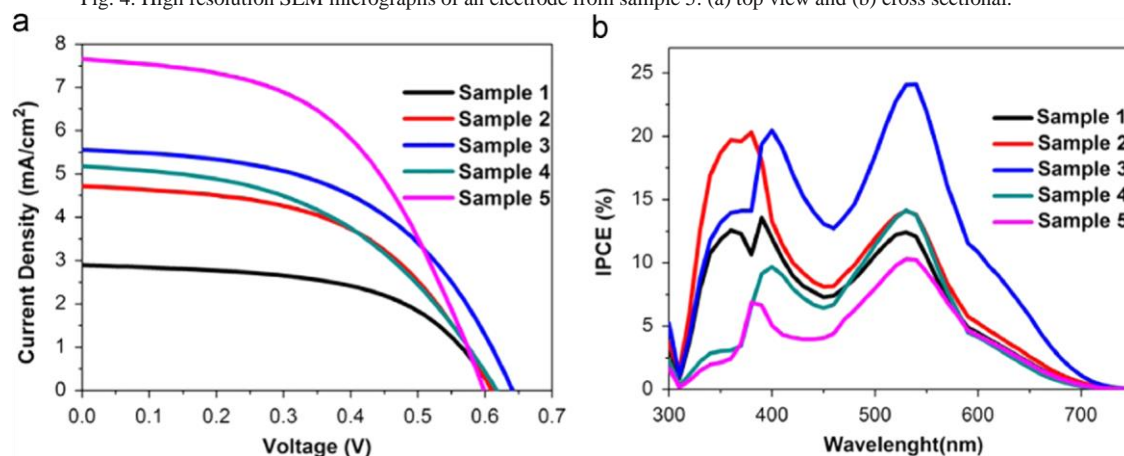 Fig. 4. High resolution SEM micrographs of an electrode from sample 5: (a) top view and (b) cross sectional.
a
8
7
6
5
4
3
2
1
0
Current Density (mA/cm²)
Sample 1
Sample 2
Sample 3
Sample 4
Sample 5
0.0 0.1 0.2 0.3 0.4 0.5 0.6 0.7
Voltage (V)
b
25
20
15
10
5
0
IPCE (%)
Sample 1
Sample 2
Sample 3
Sample 4
Sample 5
300 400 500 600 700
Wavelenght(nm)